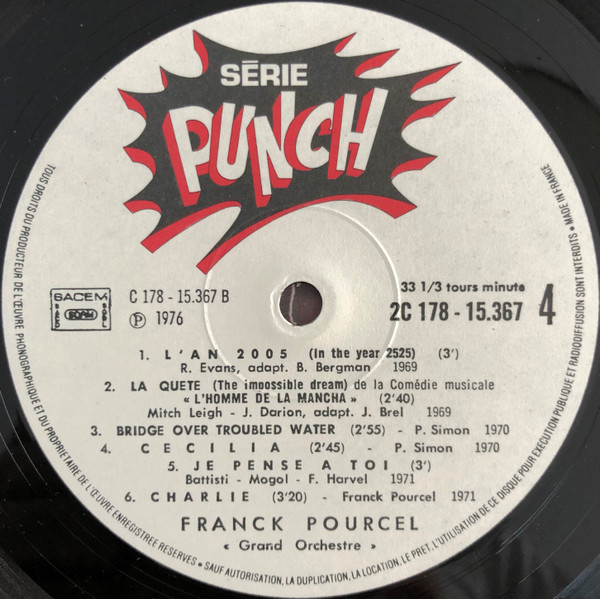 SÉRIE
PUNCH
SACEM
SACD
SDRM
SGDL
C 178 - 15.367 B
Ⓟ 1976
33 1/3 tours minute
2C 178 - 15.367 4
1. L'AN 2005 (In the year 2525) (3')
R. Evans, adapt. B. Bergman 1969
2. LA QUETE (The imoossible dream) de la Comédie musicale
« L'HOMME DE LA MANCHA » (2'40)
Mitch Leigh - J. Darion, adapt. J. Brel 1969
3. BRIDGE OVER TROUBLED WATER (2'55) - P. Simon 1970
4. CECILIA (2'45) - P. Simon 1970
5. JE PENSE A TOI (3')
Battisti - Mogol - F. Harvel 1971
6. CHARLIE (3'20) - Franck Pourcel 1971
FRANCK POURCEL
« Grand Orchestre »
TOUS DROITS DU PRODUCTEUR DE L'ŒUVRE PHONOGRAPHIQUE ET DU PROPRIETAIRE DE L'ŒUVRE ENREGISTREE RESERVES • SAUF AUTORISATION, LA DUPLICATION, LA LOCATION, LE PRET, L'UTILISATION DE CE DISQUE POUR EXECUTION PUBLIQUE ET RADIODIFFUSION SONT INTERDITS • MADE IN FRANCE